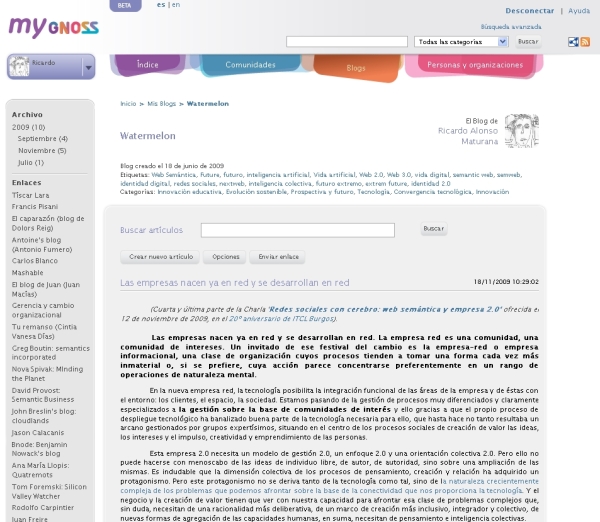 BETA
es | en
Desconectar | Ayuda
my GNOSS
Búsqueda avanzada
Todas las categorías
Buscar
Ricardo
Índice
Comunidades
Blogs
Personas y organizaciones
Inicio > Mis Blogs > Watermelon
Watermelon
El Blog de
Ricardo Alonso
Maturana
Blog creado el 18 de junio de 2009
Etiquetas: Web Semántica, Future, futuro, inteligencia artificial, Vida artificial, Web 2.0, Web 3.0, vida digital, semantic web, semweb,
identidad digital, redes sociales, nextweb, inteligencia colectiva, futuro extremo, extrem future, identidad 2.0
Categorías: Innovación educativa, Evolución sostenible, Prospectiva y futuro, Tecnología, Convergencia tecnológica, Innovación
Archivo
2009 (10)
Septiembre (4)
Noviembre (5)
Julio (1)
Enlaces
Tíscar Lara
Francis Pisani
El caparazón (blog de
Dolors Reig)
Antoine's blog
(Antonio Fumero)
Carlos Blanco
Mashable
El blog de Juan (Juan
Macías)
Gerencia y cambio
organizacional
Tu remanso (Cintia
Vanesa Días)
Greg Boutin: semantics
incorporated
Nova Spivak: Minding
the Planet
David Provost:
Semantic Business
John Breslin's blog:
cloudlands
Jason Calacanis
Bnode: Benjamin
Nowack's blog
Ana María Llopis:
Quatremots
Tom Foremski: Silicon
Valley Watcher
Rodolfo Carpintier
Juan Freire
Buscar artículos
Buscar
Crear nuevo artículo
Opciones
Enviar enlace
Las empresas nacen ya en red y se desarrollan en red
18/11/2009 10:29:02
(Cuarta y última parte de la Charla 'Redes sociales con cerebro: web semántica y empresa 2.0' ofrecida el
12 de noviembre de 2009, en el 20º aniversario de ITCL Burgos).
Las empresas nacen ya en red y se desarrollan en red. La empresa red es una comunidad, una
comunidad de intereses. Un invitado de ese festival del cambio es la empresa-red o empresa
informacional, una clase de organización cuyos procesos tienden a tomar una forma cada vez más
inmaterial o, si se prefiere, cuya acción parece concentrarse preferentemente en un rango de
operaciones de naturaleza mental.
En la nueva empresa red, la tecnología posibilita la integración funcional de las áreas de la empresa y de éstas con
el entorno: los clientes, el espacio, la sociedad. Estamos pasando de la gestión de procesos muy diferenciados y claramente
especializados a la gestión sobre la base de comunidades de interés y ello gracias a que el propio proceso de
despliegue tecnológico ha banalizado buena parte de la tecnología necesaria para ello, que hasta hace no tanto resultaba un
arcano gestionados por grupos expertísimos, situando en el centro de los procesos sociales de creación de valor las ideas,
los intereses y el impulso, creatividad y emprendimiento de las personas.
Esta empresa 2.0 necesita un modelo de gestión 2.0, un enfoque 2.0 y una orientación colectiva 2.0. Pero ello no
puede hacerse con menoscabo de las ideas de individuo libre, de autor, de autoridad, sino sobre una ampliación de las
mismas. Es indudable que la dimensión colectiva de los procesos de pensamiento, creación y relación ha adquirido un
protagonismo. Pero este protagonismo no se deriva tanto de la tecnología como tal, sino de la naturaleza crecientemente
compleja de los problemas que podemos afrontar sobre la base de la conectividad que nos proporciona la tecnología. Y el
negocio y la creación de valor tienen que ver con nuestra capacidad para afrontar esa clase de problemas complejos que,
sin duda, necesitan de una racionalidad más deliberativa, de un marco de creación más inclusivo, integrador y colectivo, de
nuevas formas de agregación de las capacidades humanas, en suma, necesitan de pensamiento e inteligencia colectivas.